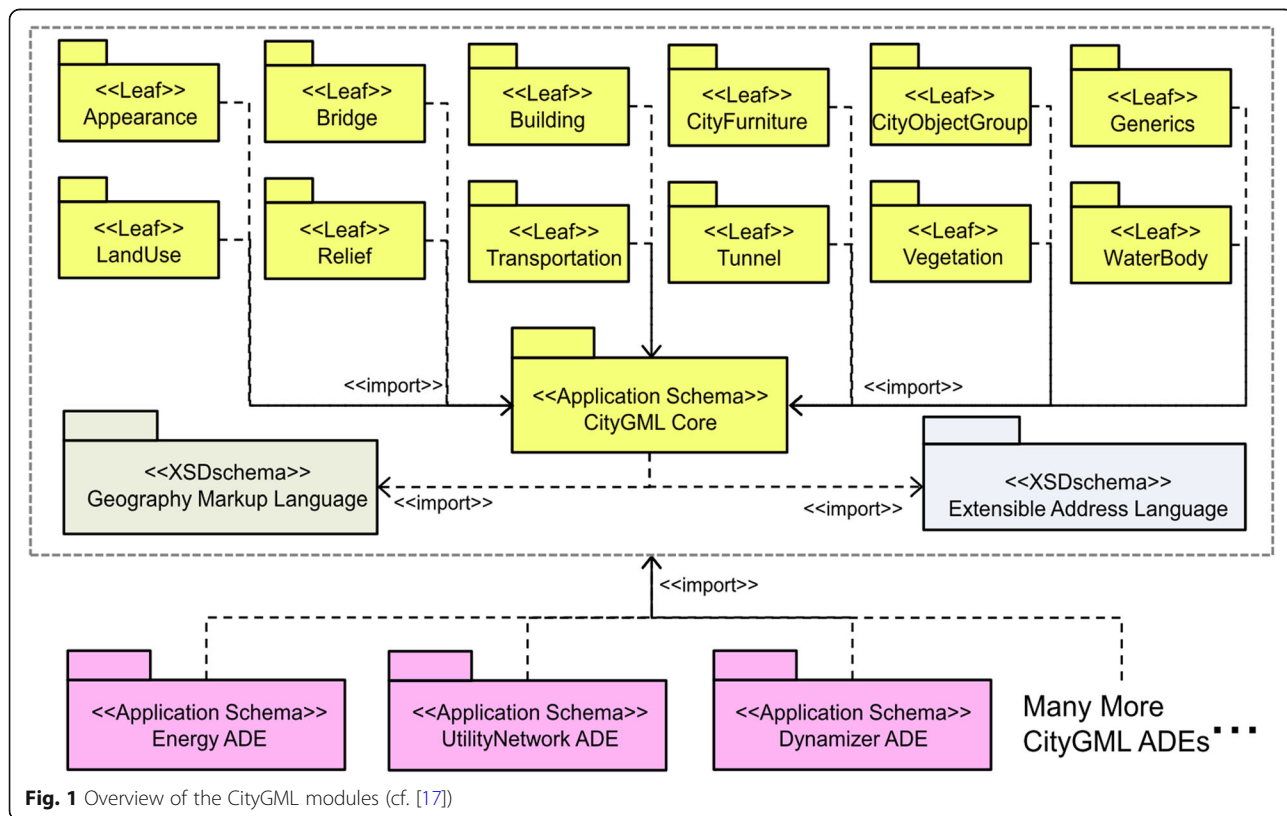 <<Leaf>>
Appearance
<<Leaf>>
Bridge
<<Leaf>>
Building
<<Leaf>>
CityFurniture
<<Leaf>>
CityObjectGroup
<<Leaf>>
Generics
<<Leaf>>
LandUse
<<Leaf>>
Relief
<<Leaf>>
Transportation
<<Leaf>>
Tunnel
<<Leaf>>
Vegetation
<<Leaf>>
WaterBody
<<import>>
<<Application Schema>>
CityGML Core
<<import>>
<<XSDschema>>
Geography Markup Language
<<import>>
<<import>>
<<XSDschema>>
Extensible Address Language
<<import>>
<<Application Schema>>
Energy ADE
<<Application Schema>>
UtilityNetwork ADE
<<Application Schema>>
Dynamizer ADE
Many More
CityGML ADEs...
Fig. 1 Overview of the CityGML modules (cf. [17])